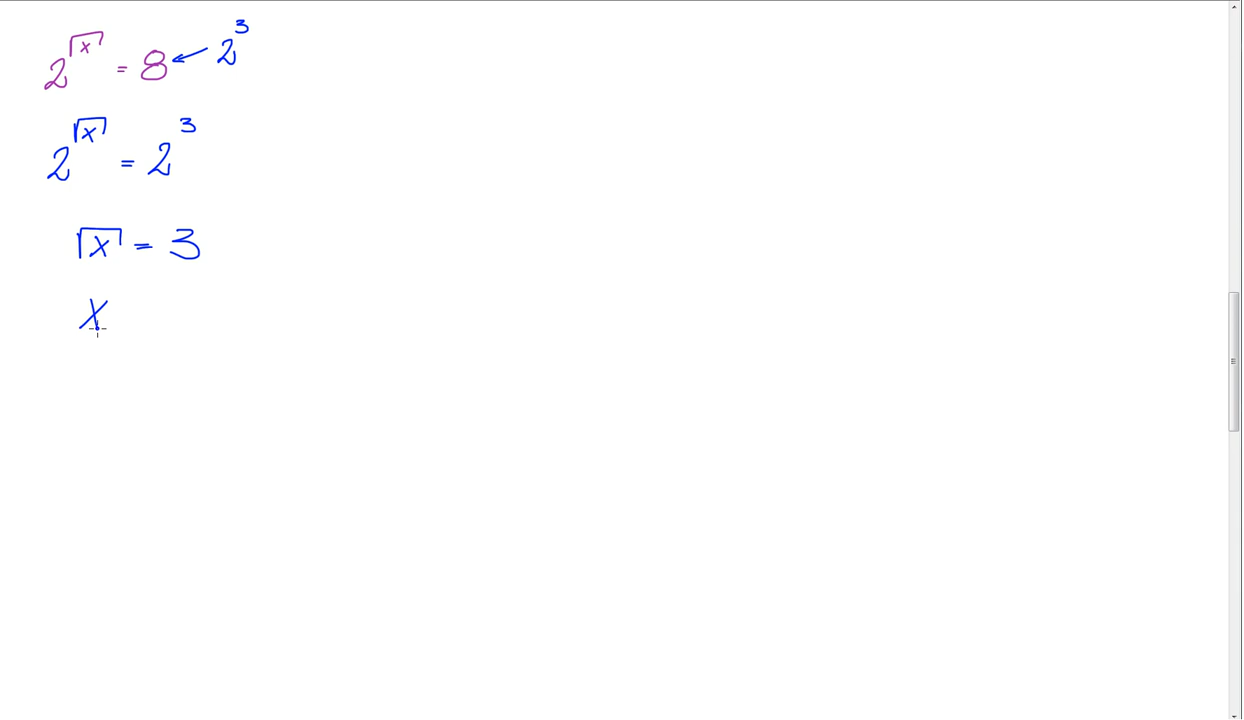 2^√x = 8 ← 2^3
2^√x = 2^3
√x = 3
x